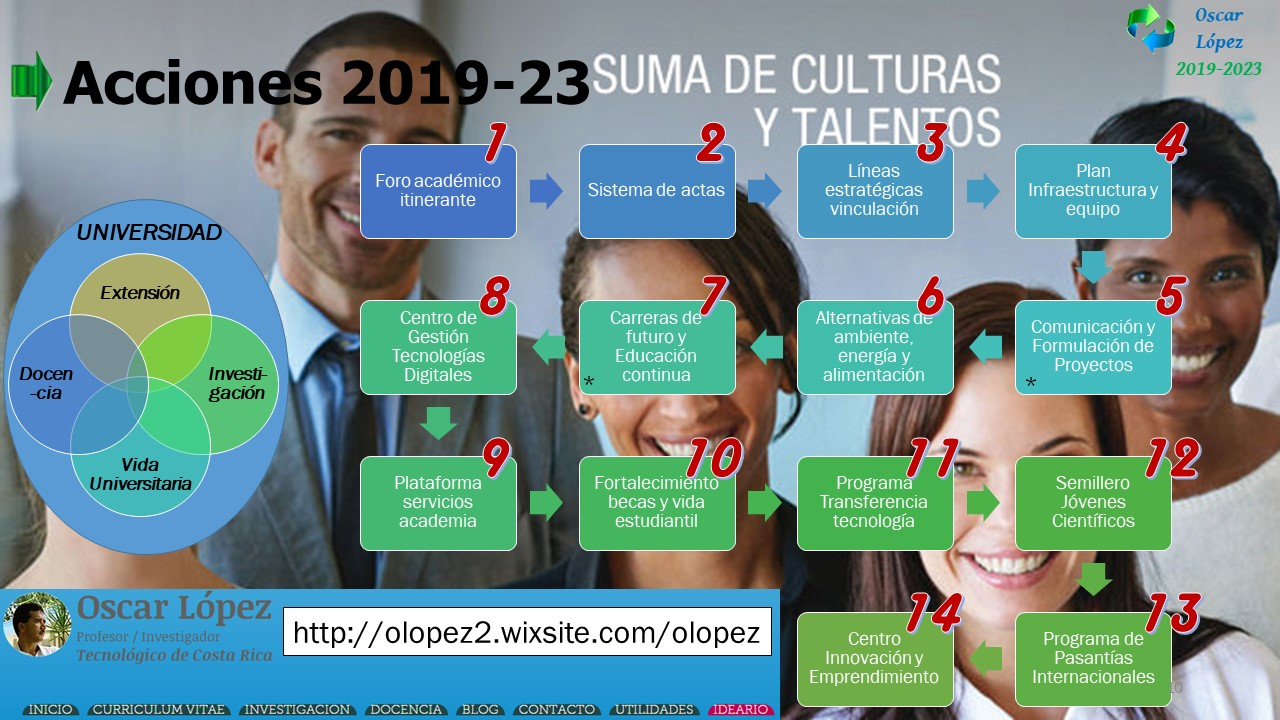 Oscar
López
2019-2023
Acciones 2019-23
SUMA DE CULTURAS
Y TALENTOS
1
Foro académico
itinerante
2
Sistema de actas
3
Líneas
estratégicas
vinculación
4
Plan
Infraestructura y
equipo
UNIVERSIDAD
Extensión
Docen
-cia
Investi-
gación
Vida
Universitaria
5
Comunicación y
Formulación de
Proyectos
*
6
Alternativas de
ambiente,
energía y
alimentación
7
Carreras de
futuro y
Educación
continua
*
8
Centro de
Gestión
Tecnologías
Digitales
9
Plataforma
servicios
academia
10
Fortalecimiento
becas y vida
estudiantil
11
Programa
Transferencia
tecnología
12
Semillero
Jóvenes
Científicos
13
Programa de
Pasantías
Internacionales
14
Centro
Innovación y
Emprendimiento
10
Oscar López
Profesor / Investigador
Tecnológico de Costa Rica
http://olopez2.wixsite.com/olopez
INICIO CURRICULUM VITAE INVESTIGACION DOCENCIA BLOG CONTACTO UTILIDADES IDEARIO